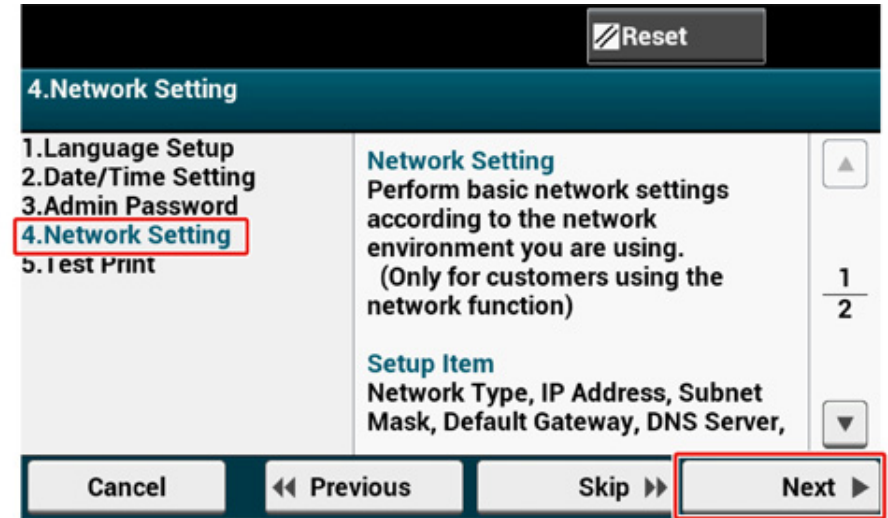 Reset
4.Network Setting
1.Language Setup
2.Date/Time Setting
3.Admin Password
4.Network Setting
5.Test Print
Network Setting
Perform basic network settings
according to the network
environment you are using.
(Only for customers using the
network function)
Setup Item
Network Type, IP Address, Subnet
Mask, Default Gateway, DNS Server,
1
2
Cancel
Previous
Skip
Next